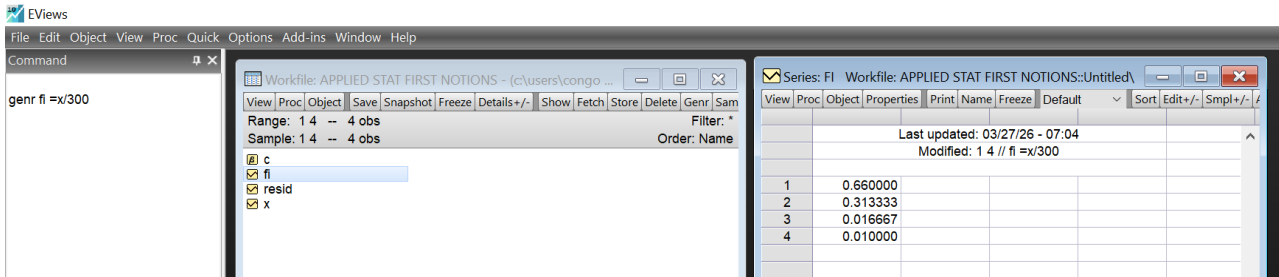 EViews
File Edit Object View Proc Quick Options Add-ins Window Help
Command
genr fi =x/300
Workfile: APPLIED STAT FIRST NOTIONS - (c:\users\congo ...
View Proc Object Save Snapshot Freeze Details+/- Show Fetch Store Delete Genr Sam
Range: 1 4 -- 4 obs Filter: *
Sample: 1 4 -- 4 obs Order: Name
c
fi
resid
x
Series: FI Workfile: APPLIED STAT FIRST NOTIONS::Untitled\
View Proc Object Properties Print Name Freeze Default Sort Edit+/- Smpl+/-
Last updated: 03/27/26 - 07:04
Modified: 1 4 // fi =x/300
1 0.660000
2 0.313333
3 0.016667
4 0.010000